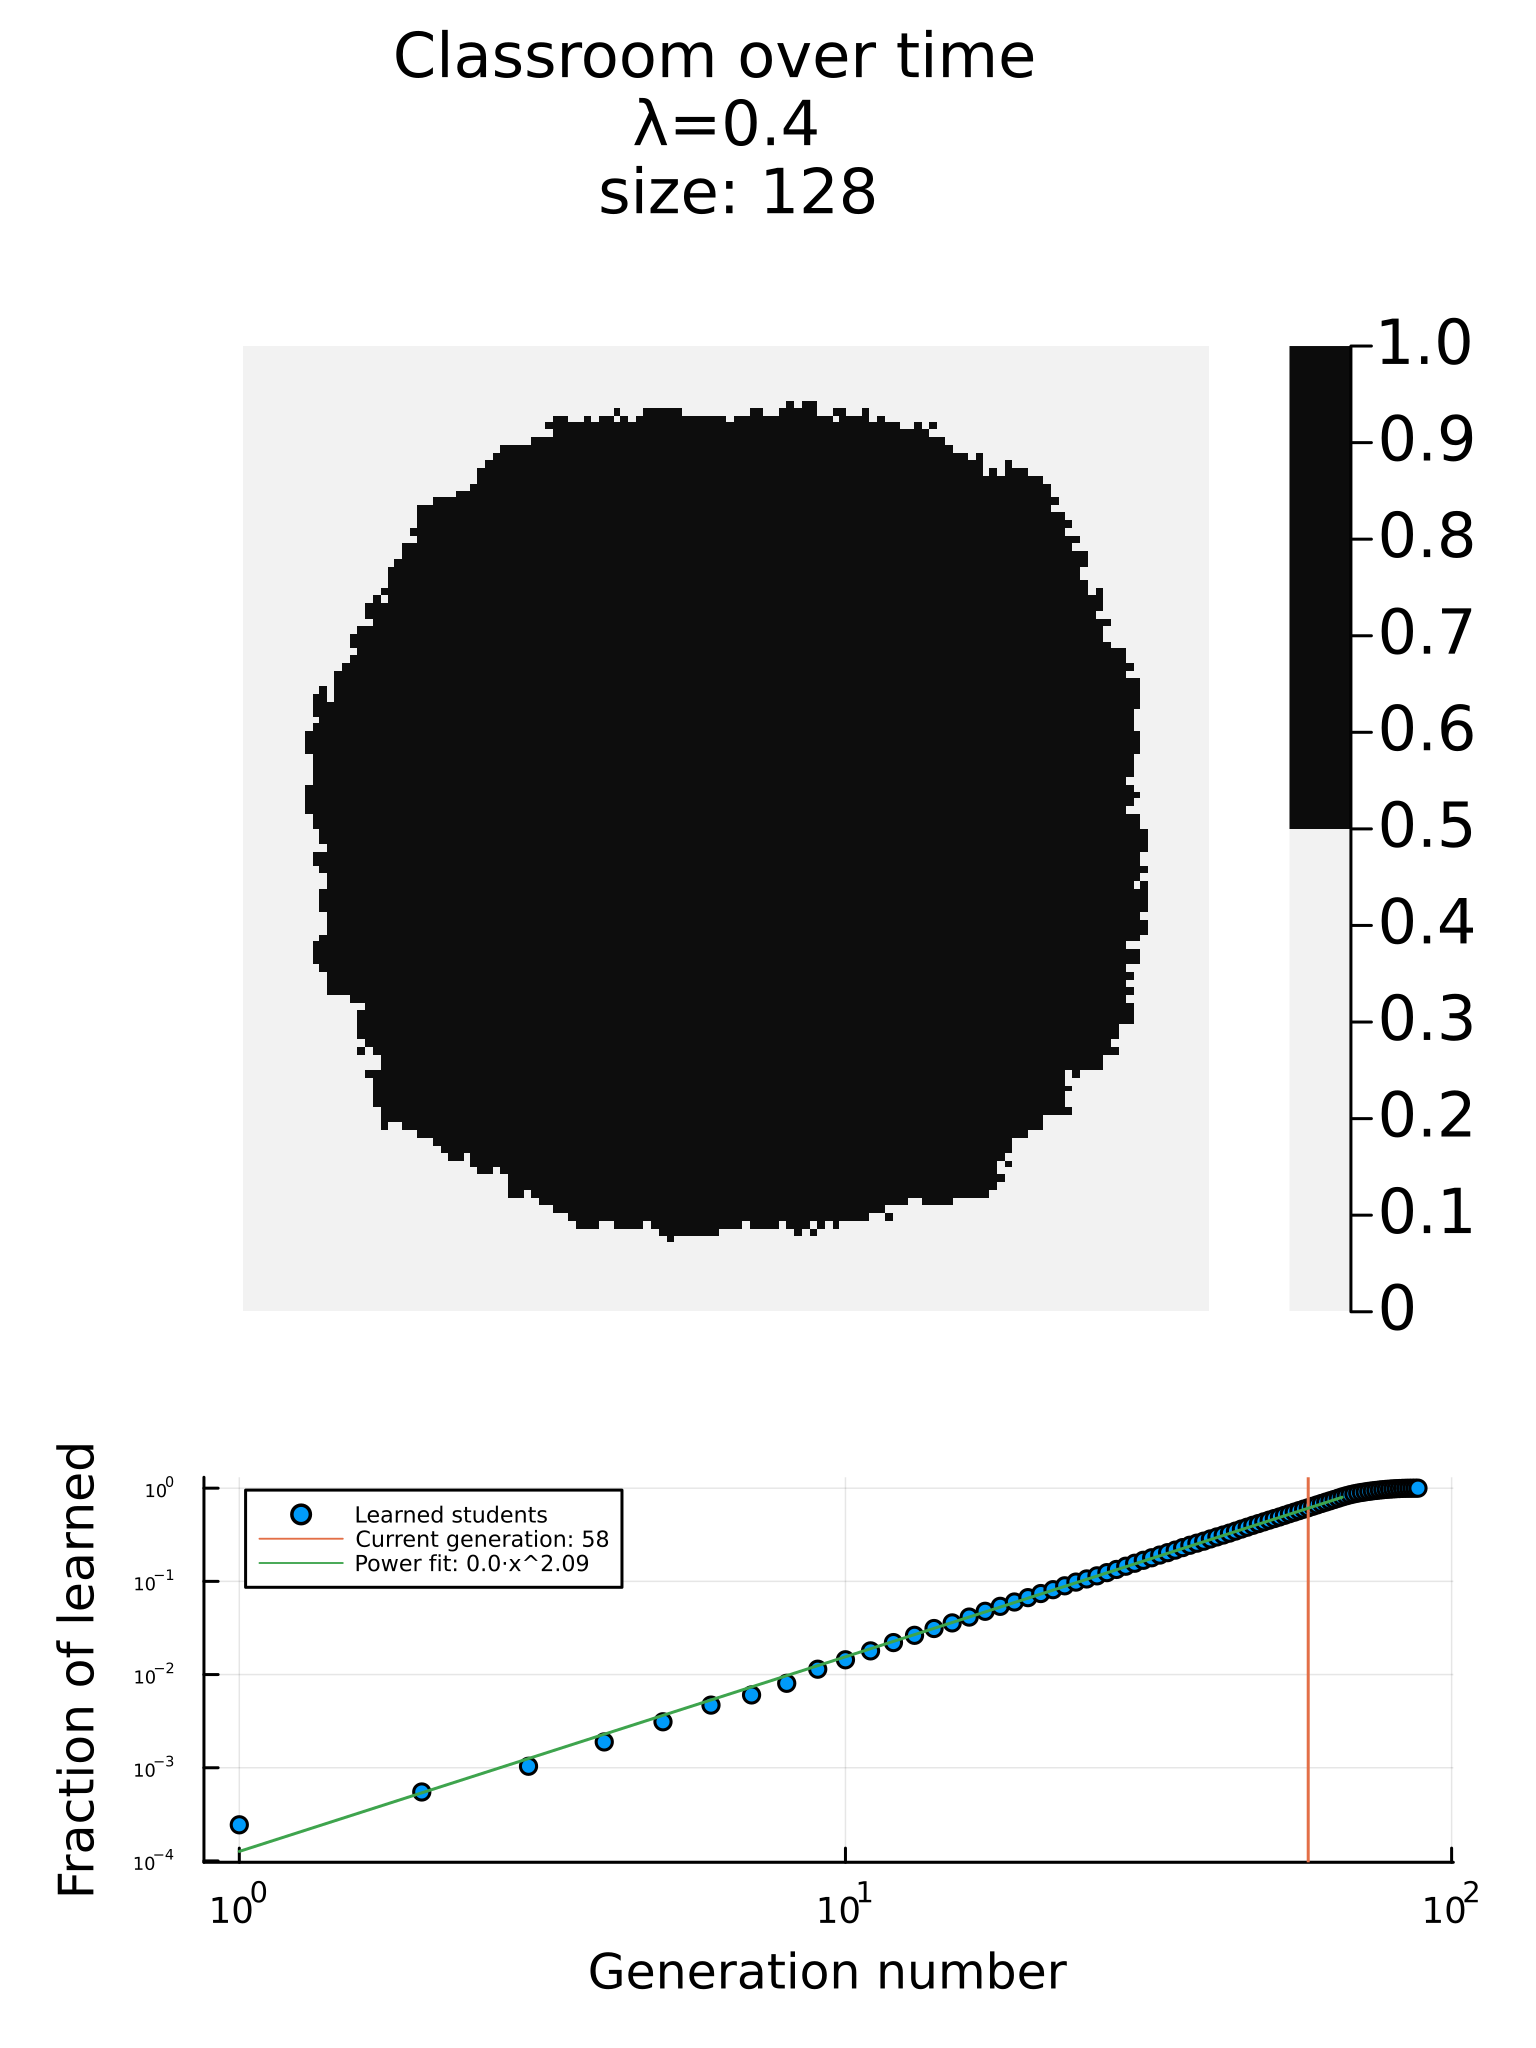 Classroom over time
λ=0.4
size: 128
1.0
0.9
0.8
0.7
0.6
0.5
0.4
0.3
0.2
0.1
0
Fraction of learned
10^0
10^-1
10^-2
10^-3
10^-4
Learned students
Current generation: 58
Power fit: 0.0·x^2.09
10^0
10^1
10^2
Generation number